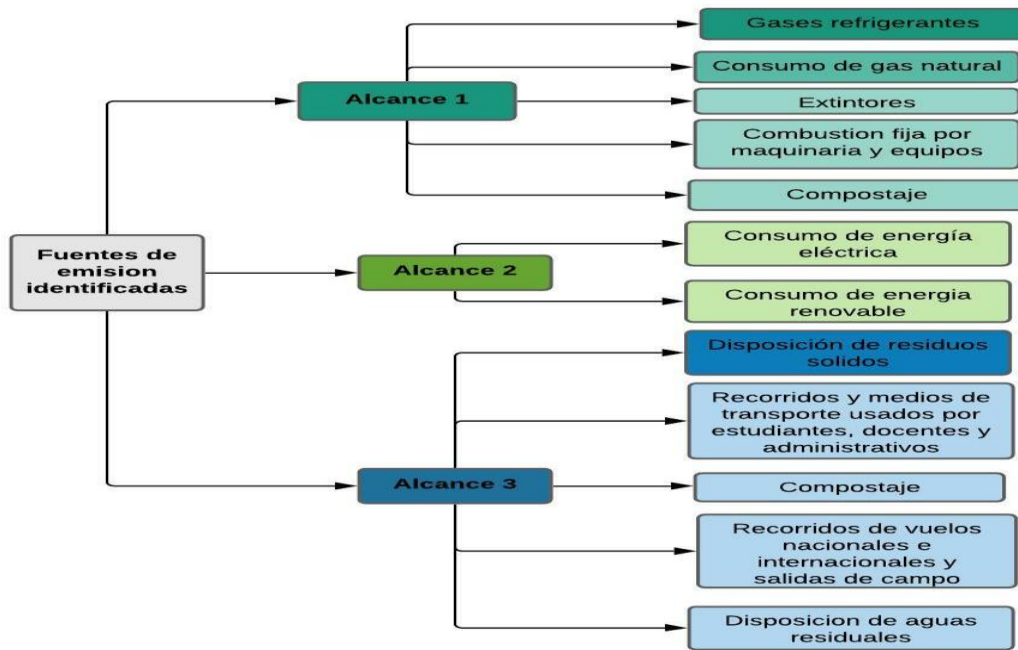 Fuentes de
emision
identificadas
Alcance 1
Gases refrigerantes
Consumo de gas natural
Extintores
Combustion fija por
maquinaria y equipos
Compostaje
Alcance 2
Consumo de energía
eléctrica
Consumo de energia
renovable
Alcance 3
Disposición de residuos
solidos
Recorridos y medios de
transporte usados por
estudiantes, docentes y
administrativos
Compostaje
Recorridos de vuelos
nacionales e
internacionales y
salidas de campo
Disposicion de aguas
residuales